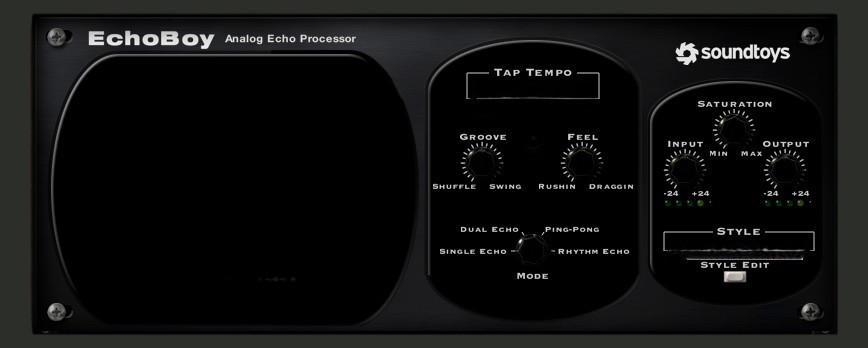 EchoBoy Analog Echo Processor
soundtoys
TAP TEMPO
GROOVE
FEEL
SHUFFLE SWING
RUSHIN DRAGGIN
DUAL ECHO
PING-PONG
SINGLE ECHO
RHYTHM ECHO
MODE
SATURATION
MIN MAX
INPUT
OUTPUT
-24 +24
-24 +24
STYLE
STYLE EDIT